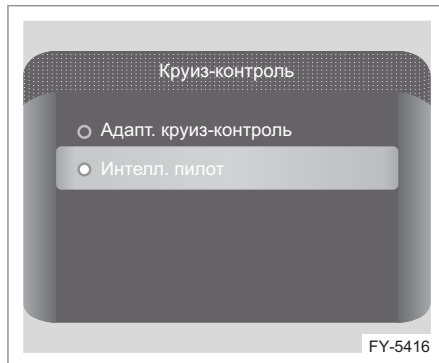 Круиз-контроль
Адапт. круиз-контроль
Интелл. пилот
FY-5416